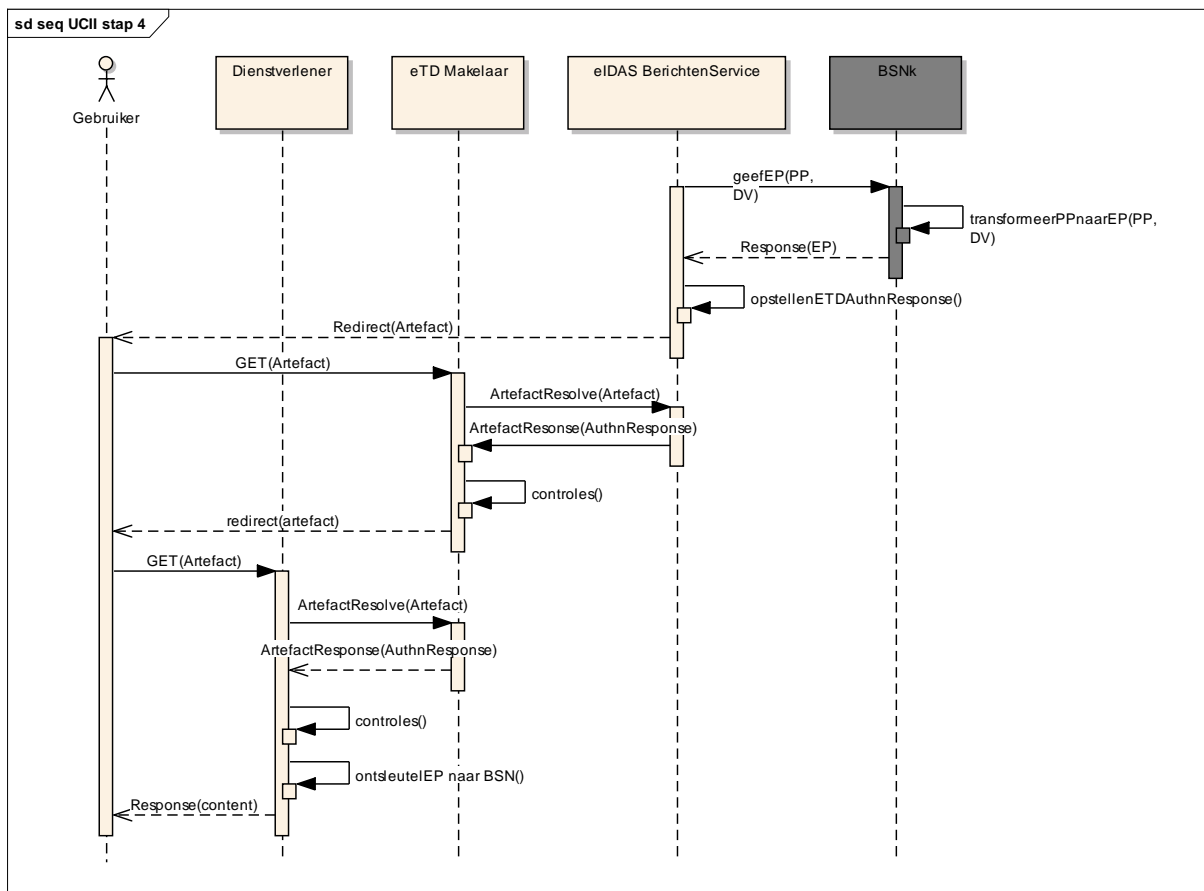 sd seq UCII stap 4
Gebruiker
Dienstverlener
eTD Makelaar
eIDAS BerichtenService
BSNk
geefEP(PP,
DV)
transformeerPPnaarEP(PP,
DV)
Response(EP)
opstellenETDAuthnResponse()
Redirect(Artefact)
GET(Artefact)
ArtefactResolve(Artefact)
ArtefactResonse(AuthnResponse)
controles()
redirect(artefact)
GET(Artefact)
ArtefactResolve(Artefact)
ArtefactResponse(AuthnResponse)
controles()
ontsleutelEP naar BSN()
Response(content)